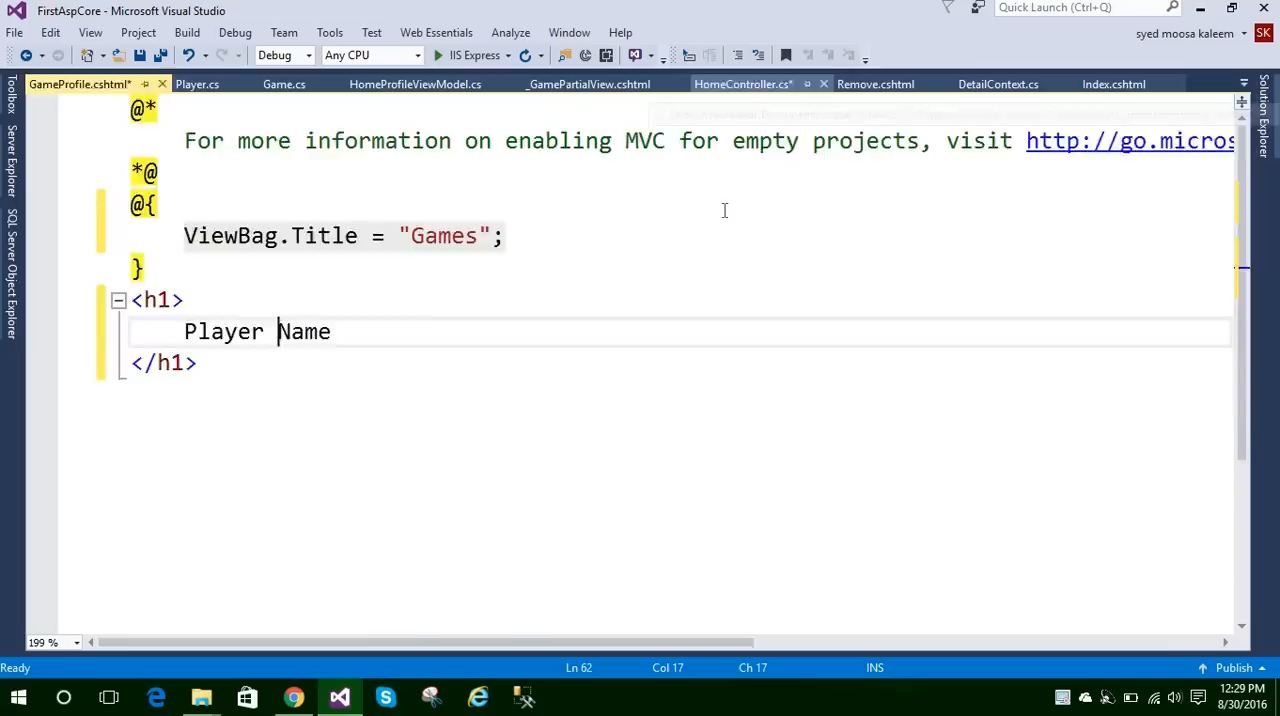 FirstAspCore - Microsoft Visual Studio
Quick Launch (Ctrl+Q)
File Edit View Project Build Debug Team Tools Test Web Essentials Analyze Window Help
syed moosa kaleem SK
Debug Any CPU IIS Express
GameProfile.cshtml* Player.cs Game.cs HomeProfileViewModel.cs _GamePartialView.cshtml HomeController.cs* Remove.cshtml DetailContext.cs Index.cshtml
Toolbox
Server Explorer
SQL Server Object Explorer
Solution Explorer
@*
For more information on enabling MVC for empty projects, visit http://go.micros
*@
@{
ViewBag.Title = "Games";
}
<h1>
Player Name
</h1>
199 %
Ready Ln 62 Col 17 Ch 17 INS Publish
12:29 PM
8/30/2016